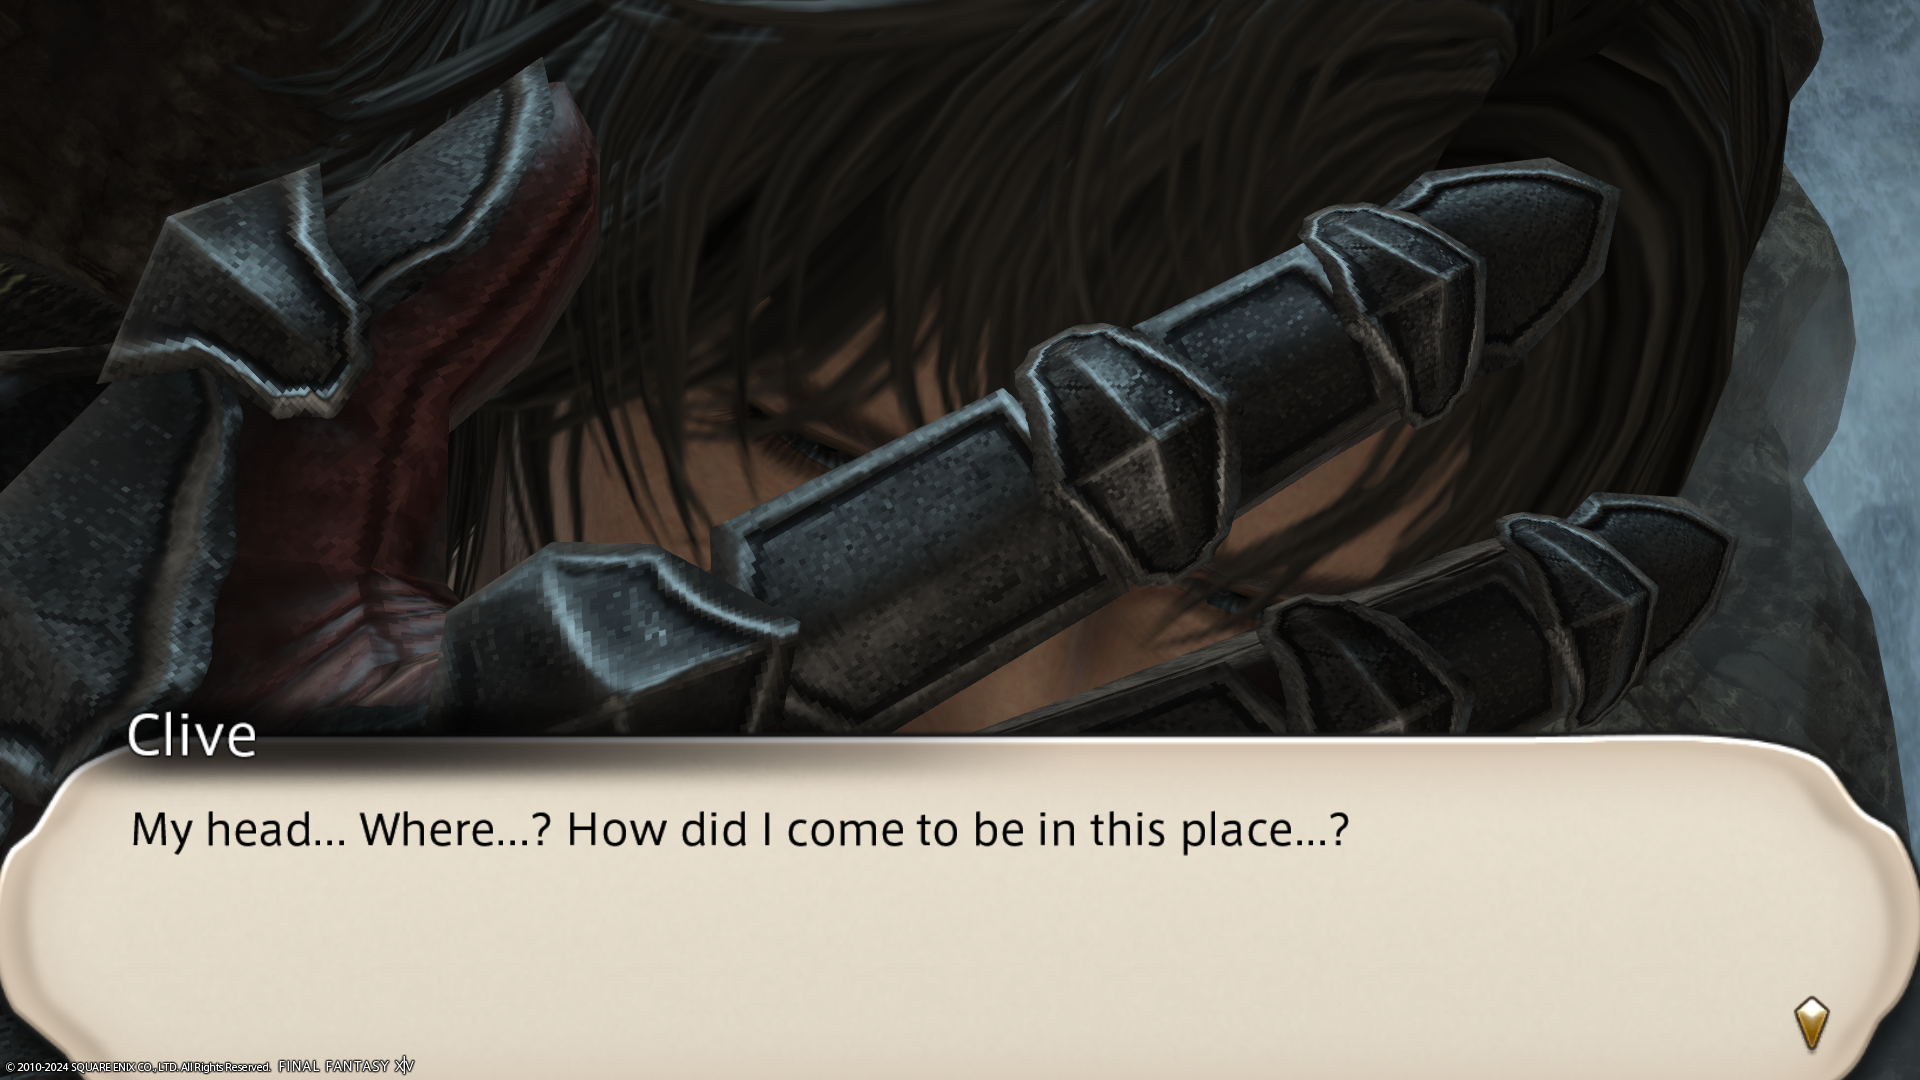 Clive
My head... Where...? How did I come to be in this place...?
© 2010-2024 SQUARE ENIX CO., LTD. All Rights Reserved. FINAL FANTASY XIV